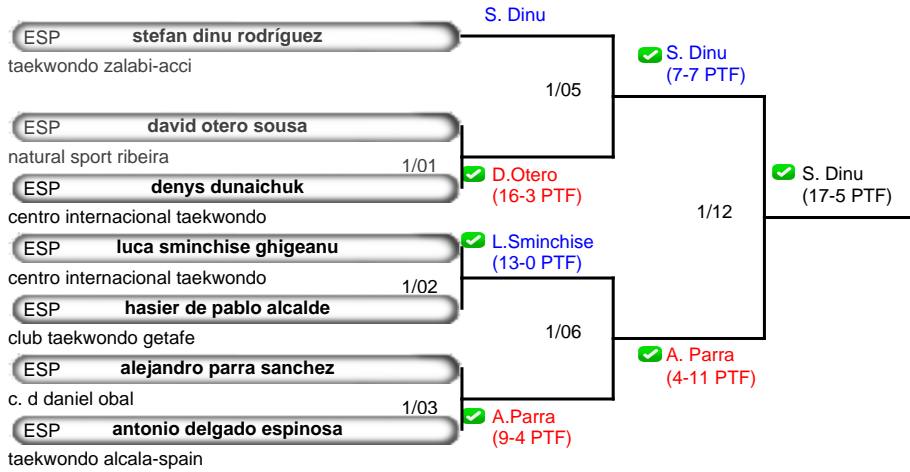 S. Dinu
ESP stefan dinu rodríguez
taekwondo zalabi-acci
S. Dinu
(7-7 PTF)
1/05
ESP david otero sousa
natural sport ribeira
1/01
D.Otero
(16-3 PTF)
ESP denys dunaichuk
centro internacional taekwondo
S. Dinu
(17-5 PTF)
1/12
ESP luca sminchise ghigeanu
L.Sminchise
(13-0 PTF)
centro internacional taekwondo
1/02
ESP hasier de pablo alcalde
club taekwondo getafe
1/06
A. Parra
(4-11 PTF)
ESP alejandro parra sanchez
c. d daniel obal
1/03
A.Parra
(9-4 PTF)
ESP antonio delgado espinosa
taekwondo alcala-spain